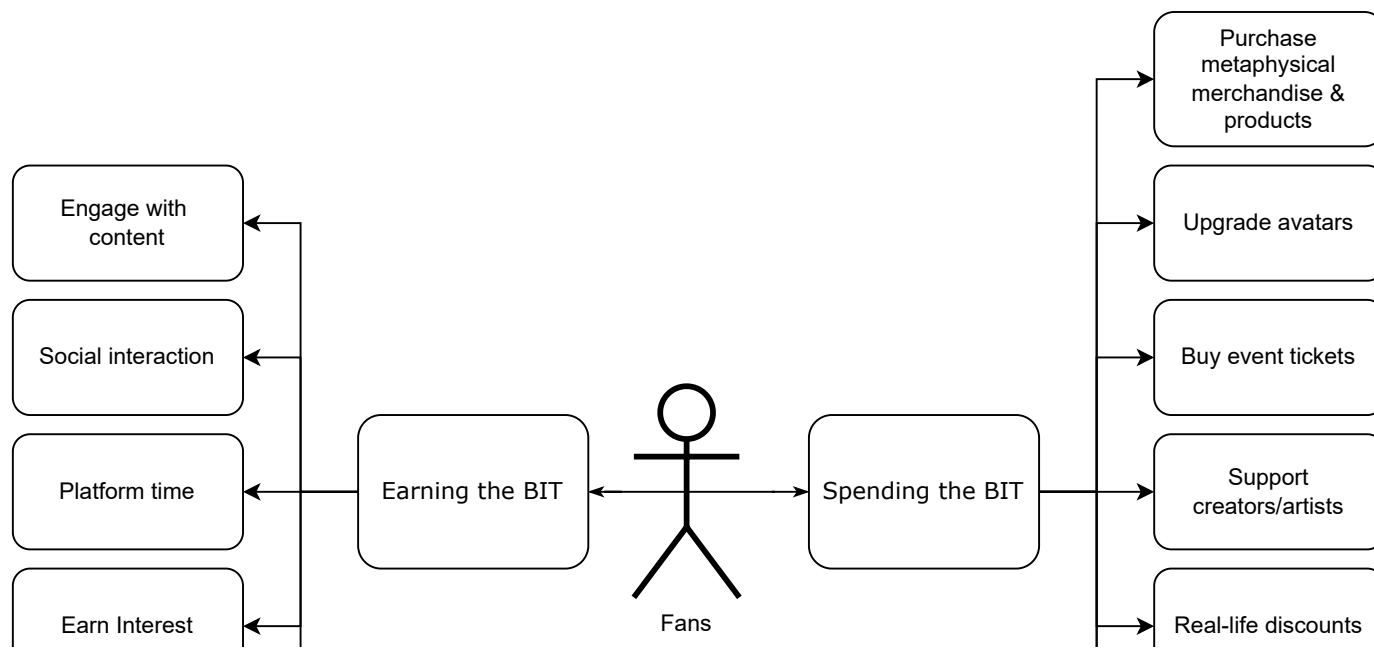 Purchase
metaphysical
merchandise &
products
Engage with
content
Upgrade avatars
Social interaction
Buy event tickets
Earning the BIT
Spending the BIT
Platform time
Support
creators/artists
Earn Interest
Fans
Real-life discounts